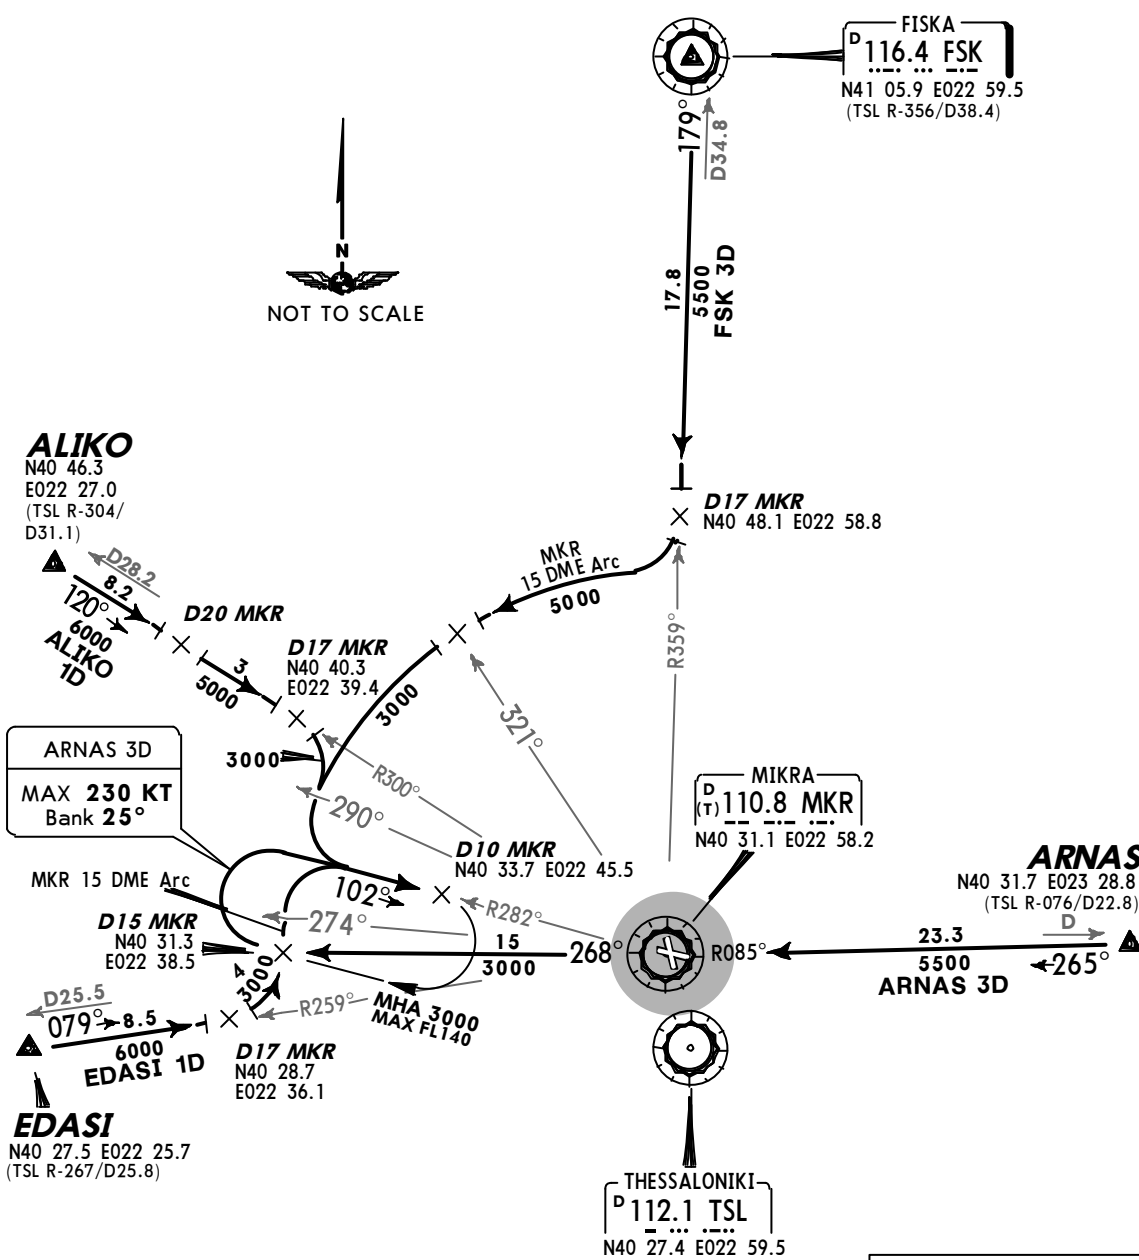 FISKA
D 116.4 FSK
N41 05.9 E022 59.5
(TSL R-356/D38.4)
179°
D34.8
N
NOT TO SCALE
17.8
5500
FSK 3D
ALIKO
N40 46.3
E022 27.0
(TSL R-304/
D31.1)
D28.2
8.2
120°
6000
ALIKO
1D
D20 MKR
3
5000
D17 MKR
N40 40.3
E022 39.4
D17 MKR
N40 48.1 E022 58.8
MKR
15 DME Arc
5000
R359°
3000
321°
3000
R300°
290°
ARNAS 3D
MAX 230 KT
Bank 25°
MIKRA
D
(T) 110.8 MKR
N40 31.1 E022 58.2
D10 MKR
N40 33.7 E022 45.5
ARNAS
N40 31.7 E023 28.8
(TSL R-076/D22.8)
D
MKR 15 DME Arc
102°
R282°
274°
D15 MKR
N40 31.3
E022 38.5
15
3000
268°
R085°
23.3
5500
265°
ARNAS 3D
4
3000
MHA 3000
MAX FL140
R259°
D25.5
079°
8.5
6000
EDASI 1D
D17 MKR
N40 28.7
E022 36.1
EDASI
N40 27.5 E022 25.7
(TSL R-267/D25.8)
THESSALONIKI
D 112.1 TSL
N40 27.4 E022 59.5